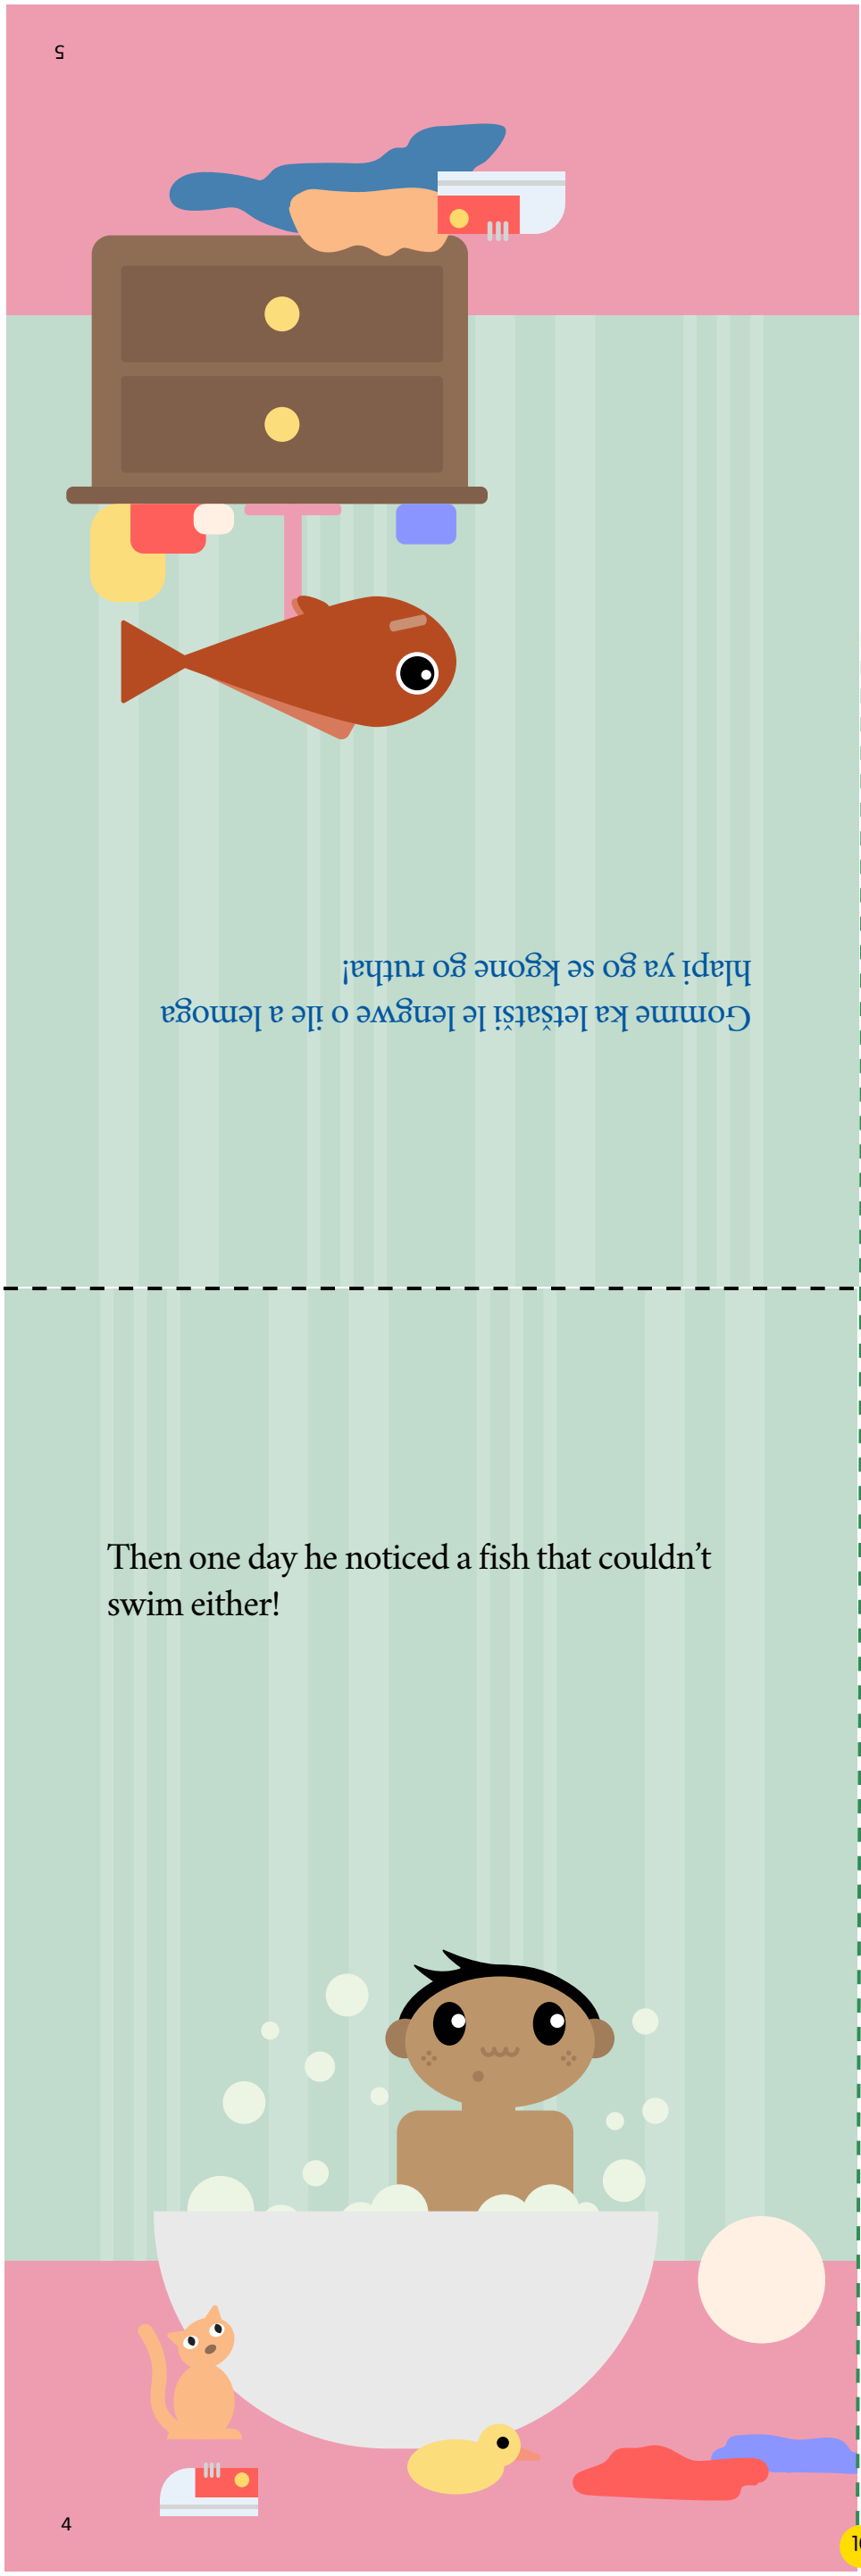 5
Gomme ka letšatši le lengwe o ile a lemoga
hlapi ya go se kgone go rutha!
Then one day he noticed a fish that couldn’t
swim either!
4